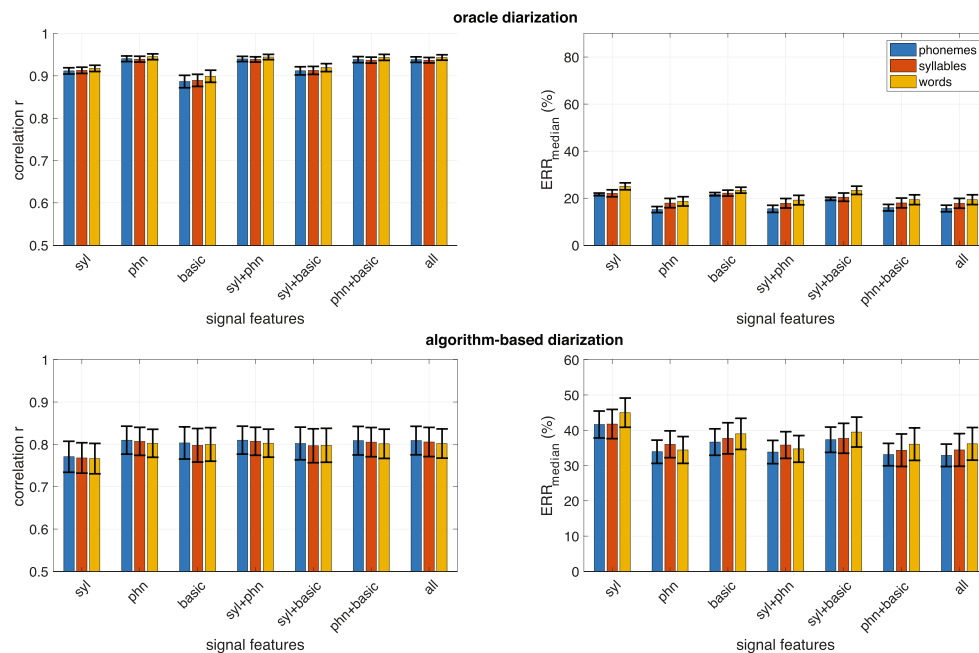 oracle diarization
correlation r
1
0.9
0.8
0.7
0.6
0.5
syl
phn
basic
syl+phn
syl+basic
phn+basic
all
signal features
ERR_median (%)
80
60
40
20
0
phonemes
syllables
words
syl
phn
basic
syl+phn
syl+basic
phn+basic
all
signal features
algorithm-based diarization
correlation r
1
0.9
0.8
0.7
0.6
0.5
syl
phn
basic
syl+phn
syl+basic
phn+basic
all
signal features
ERR_median (%)
60
50
40
30
20
10
0
syl
phn
basic
syl+phn
syl+basic
phn+basic
all
signal features